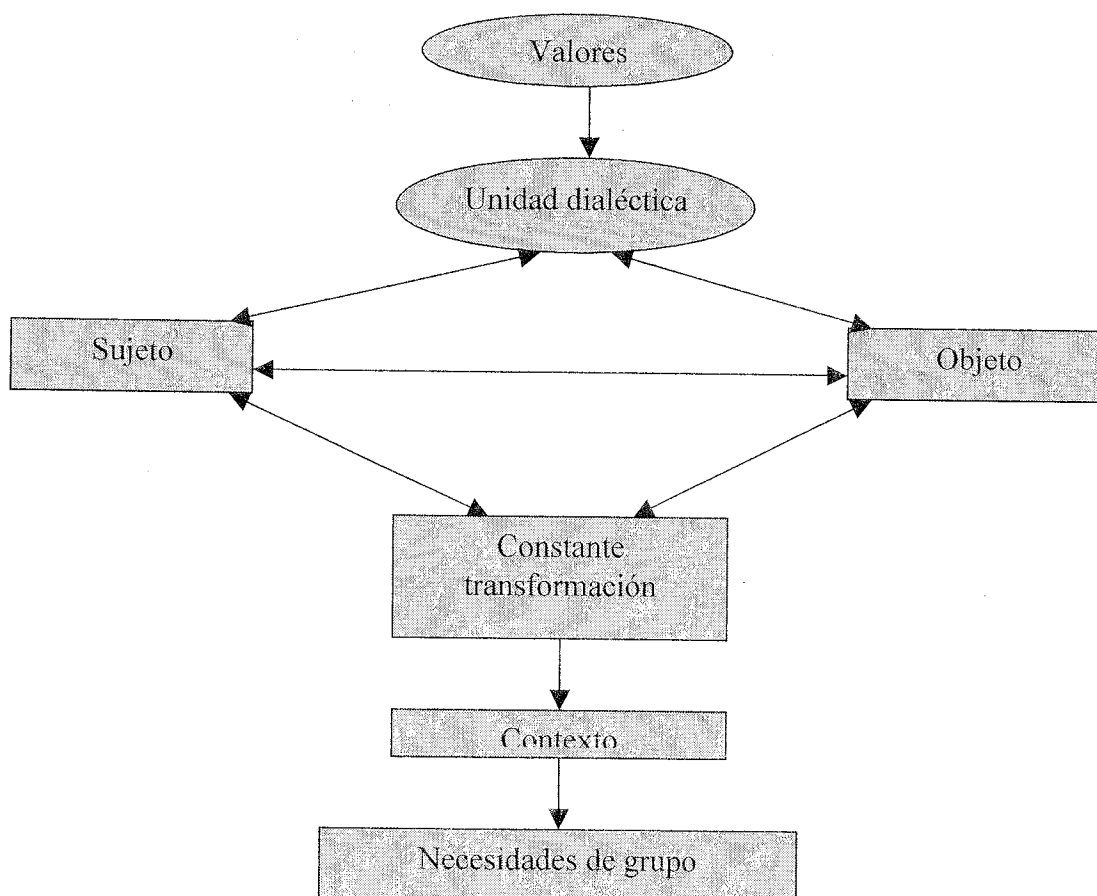 Valores
Unidad dialéctica
Sujeto
Objeto
Constante
transformación
Contexto
Necesidades de grupo